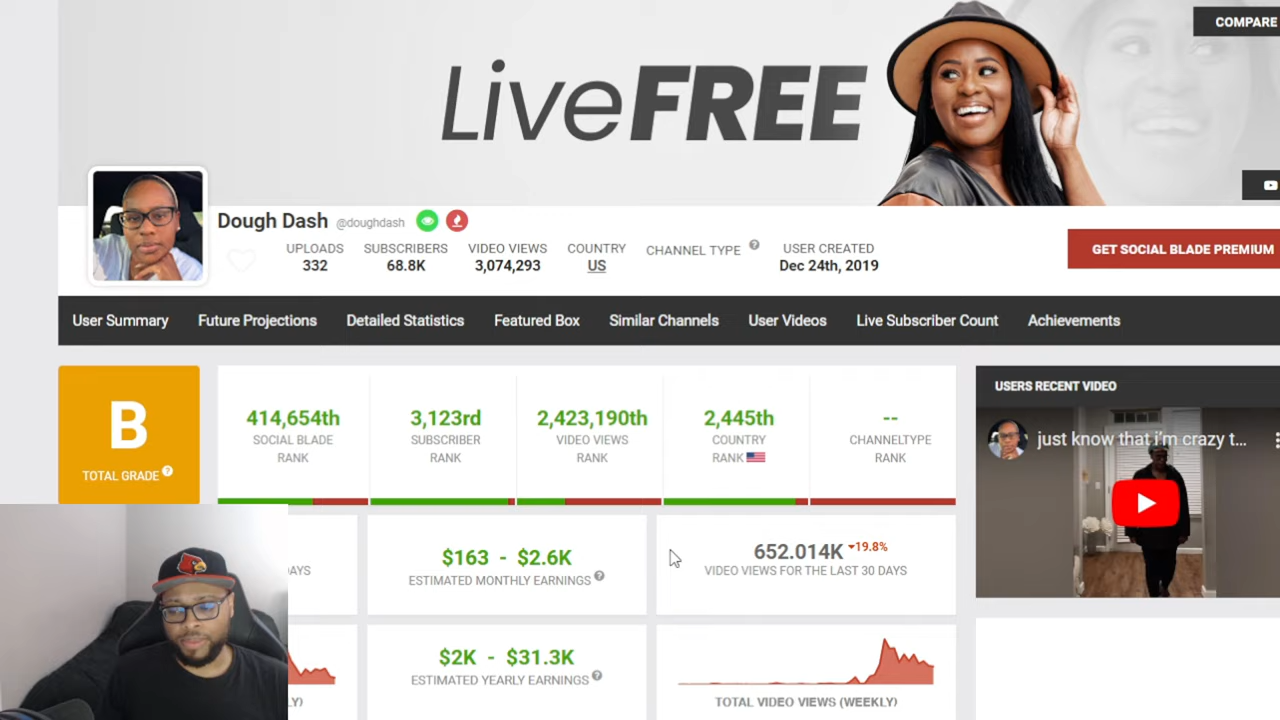 COMPARE
LiveFREE
Dough Dash @doughdash
UPLOADS SUBSCRIBERS VIDEO VIEWS COUNTRY CHANNEL TYPE ? USER CREATED
332 68.8K 3,074,293 US Dec 24th, 2019
GET SOCIAL BLADE PREMIUM
User Summary Future Projections Detailed Statistics Featured Box Similar Channels User Videos Live Subscriber Count Achievements
B
TOTAL GRADE ?
414,654th
SOCIAL BLADE
RANK
3,123rd
SUBSCRIBER
RANK
2,423,190th
VIDEO VIEWS
RANK
2,445th
COUNTRY
RANK
--
CHANNELTYPE
RANK
USERS RECENT VIDEO
just know that i'm crazy t...
AYS
$163 - $2.6K
ESTIMATED MONTHLY EARNINGS ?
652.014K 19.8%
VIDEO VIEWS FOR THE LAST 30 DAYS
$2K - $31.3K
ESTIMATED YEARLY EARNINGS ?
LY)
TOTAL VIDEO VIEWS (WEEKLY)